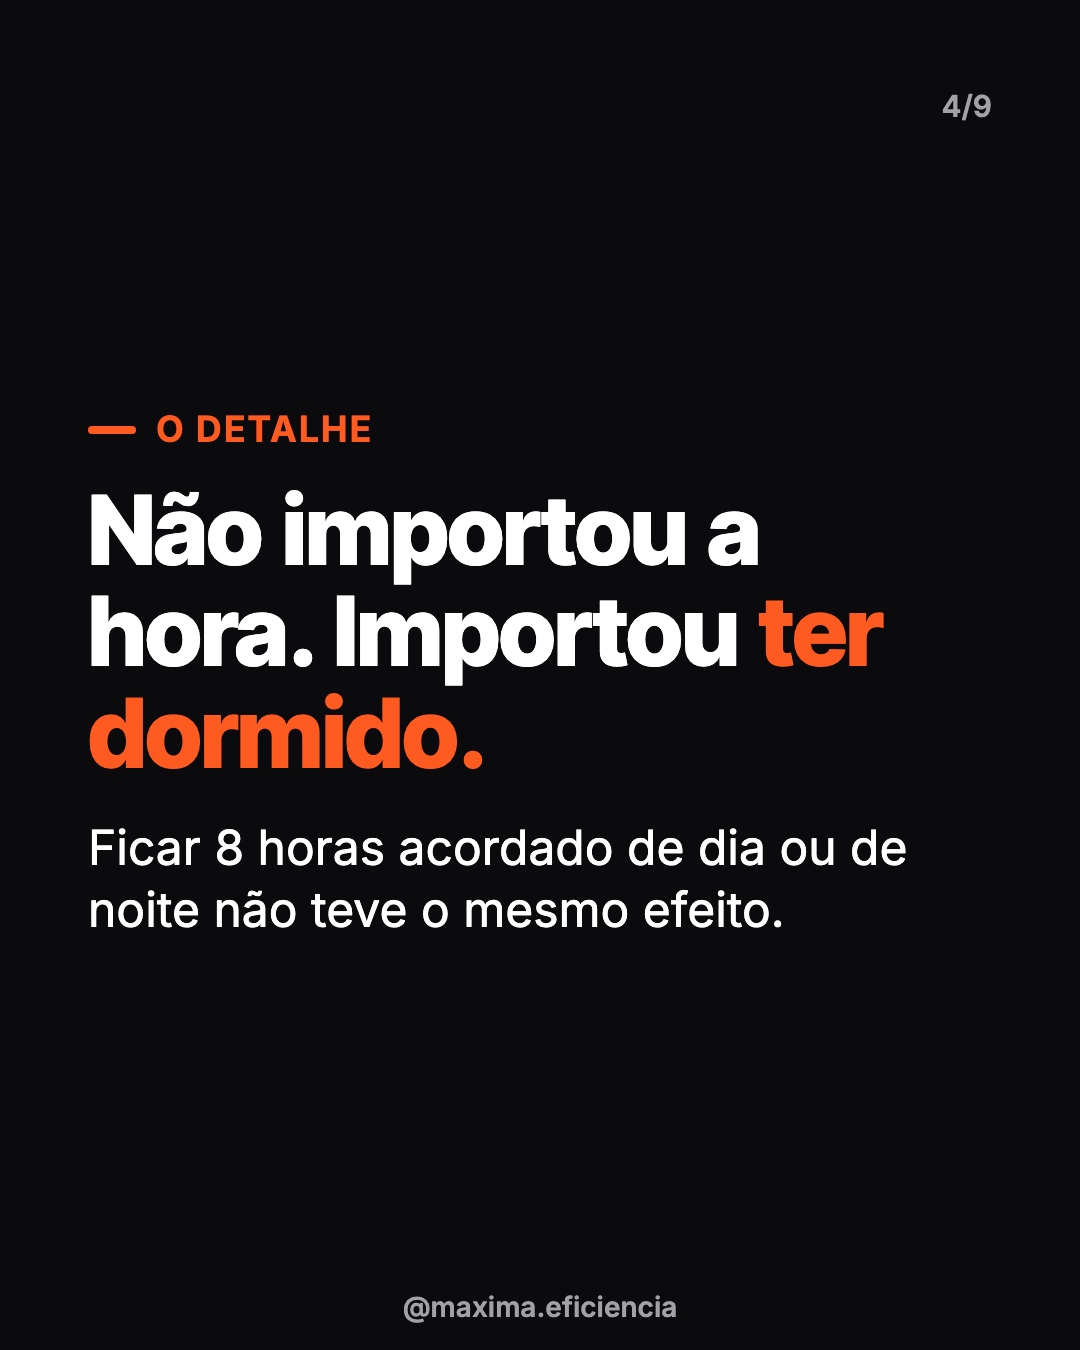 4/9
O DETALHE
Não importou a
hora. Importou ter
dormido.
Ficar 8 horas acordado de dia ou de
noite não teve o mesmo efeito.
@maxima.eficiencia